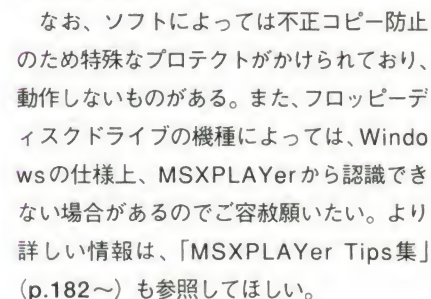 なお、ソフトによっては不正コピー防止
のため特殊なプロテクトがかけられており、
動作しないものがある。また、フロッピーデ
ィスクドライブの機種によっては、Windo
wsの仕様上、MSXPLAYerから認識でき
ない場合があるのでご容赦願いたい。より
詳しい情報は、「MSXPLAYer Tips集」
（p.182〜）も参照してほしい。